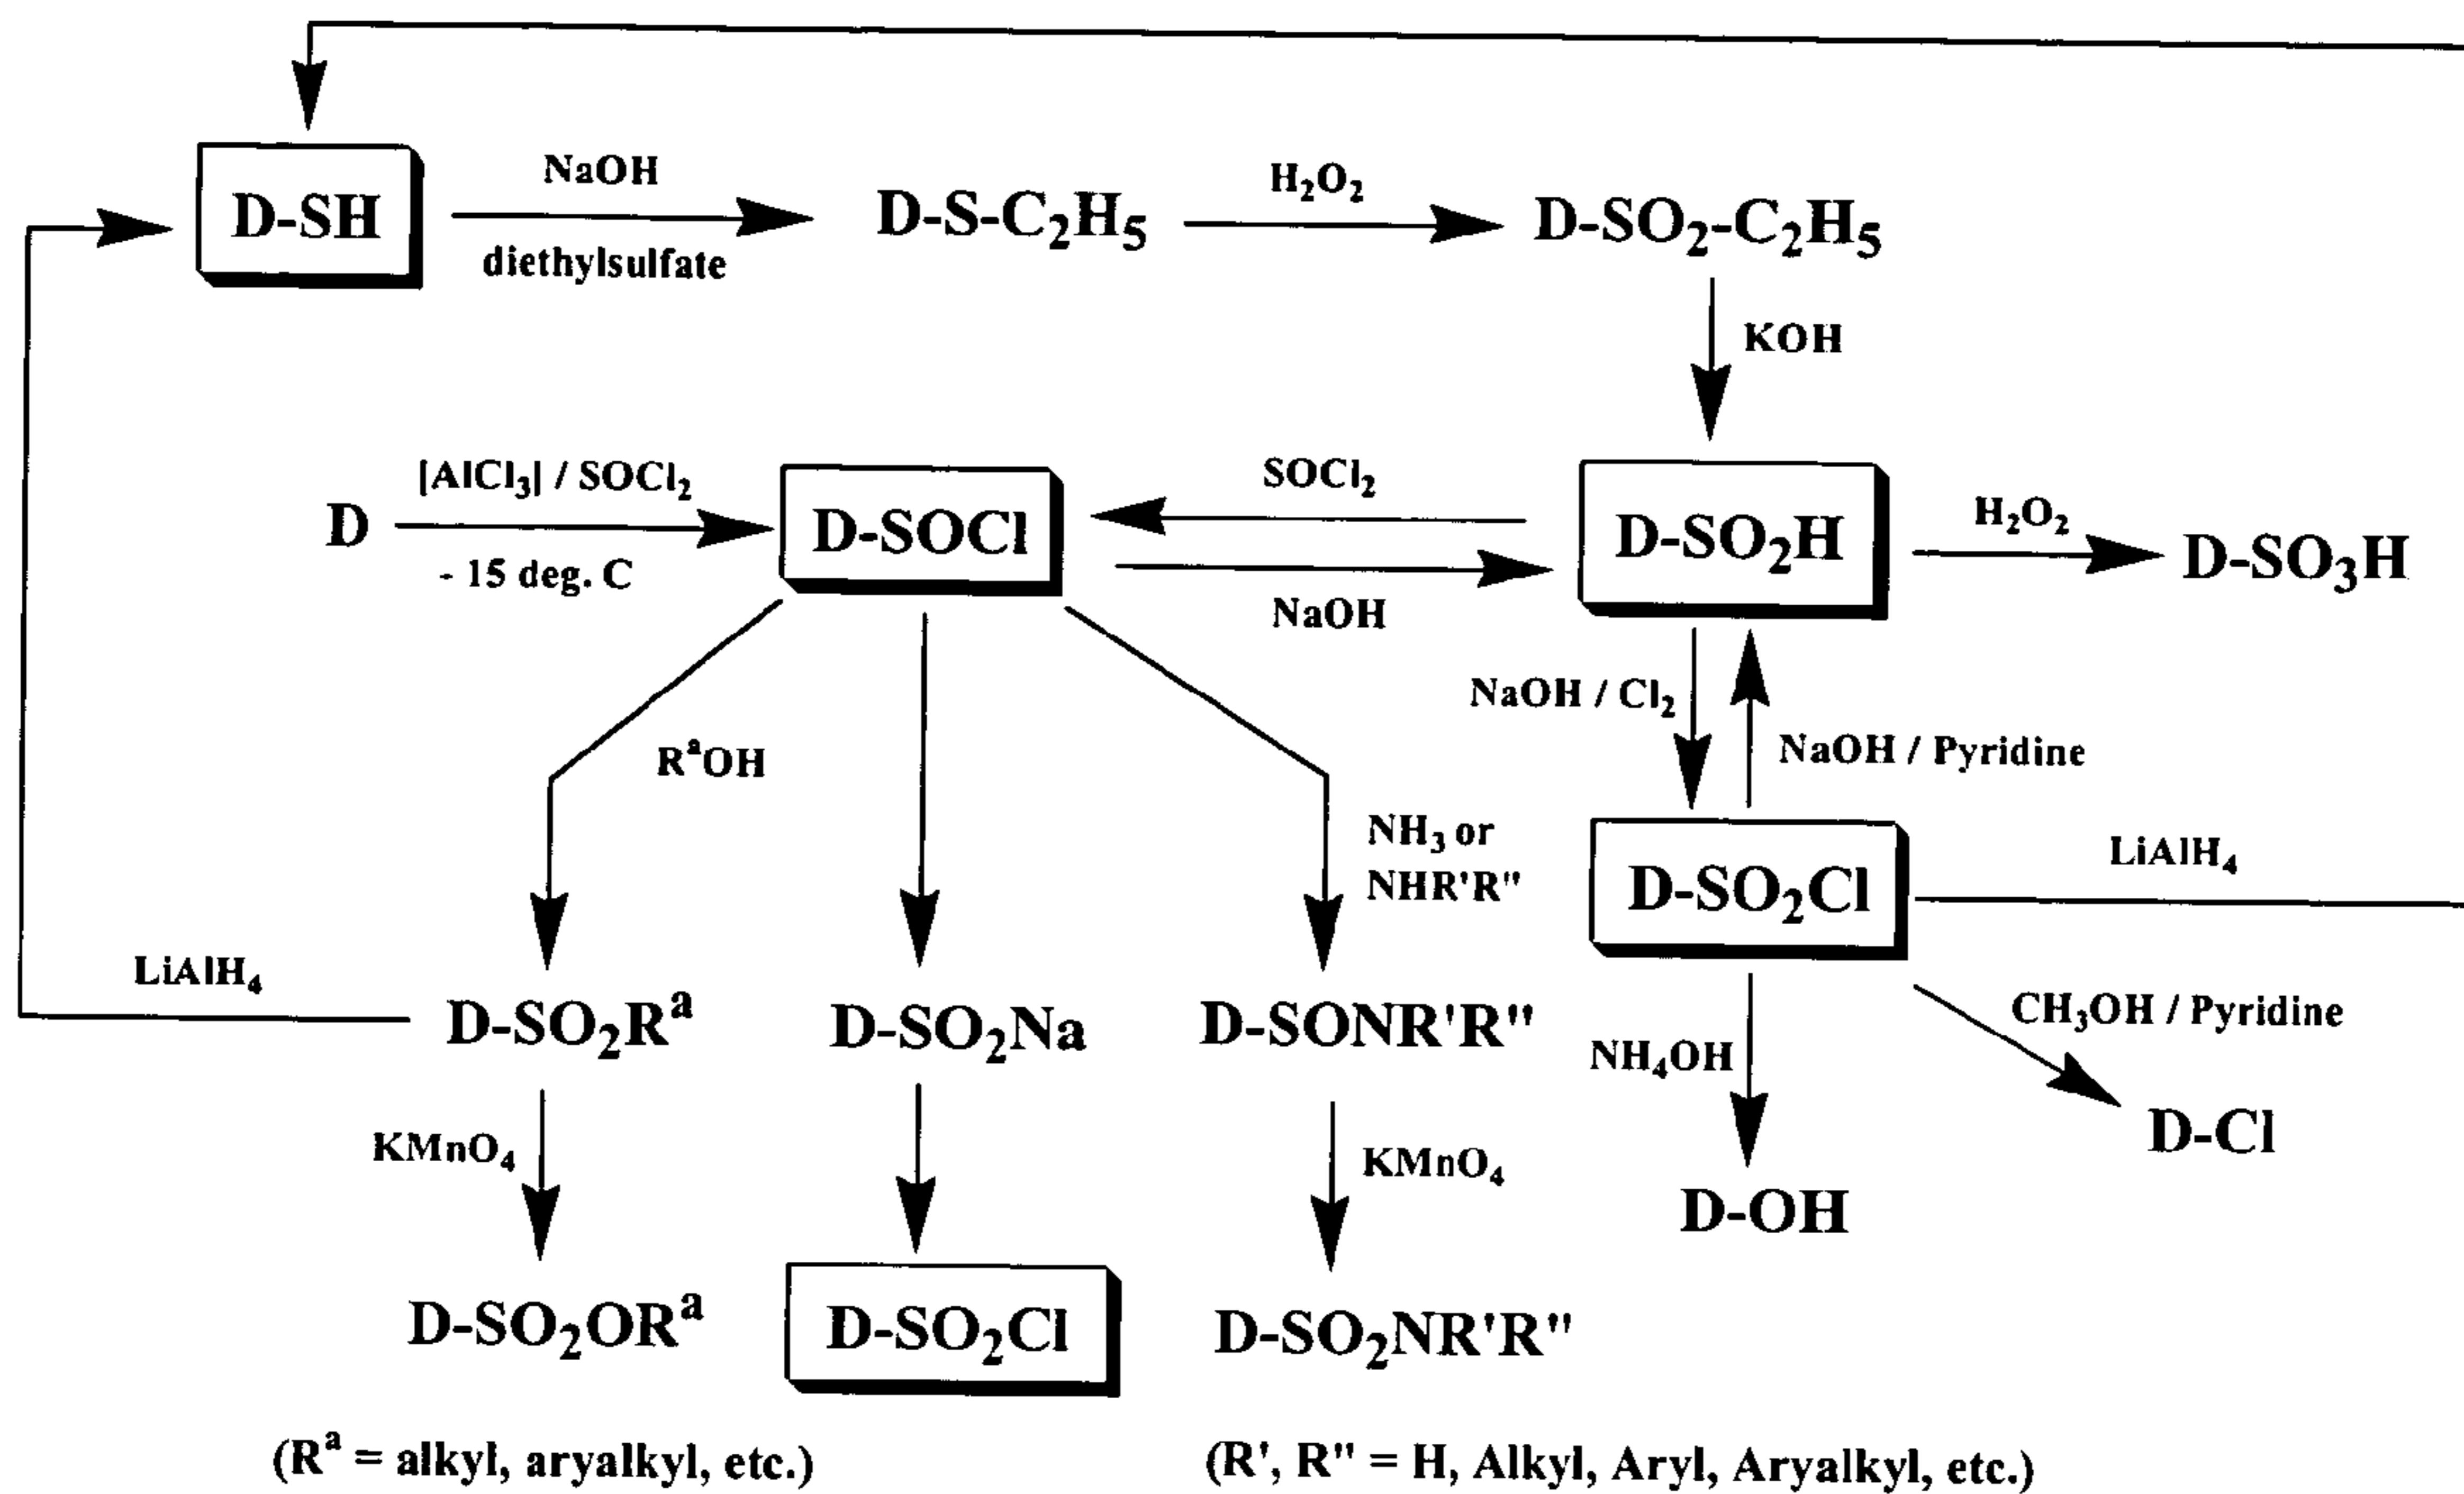 D-SH
NaOH
diethylsulfate
D-S-C₂H₅
H₂O₂
D-SO₂-C₂H₅
KOH
D
[AlCl₃] / SOCl₂
- 15 deg. C
D-SOCl
SOCl₂
NaOH
D-SO₂H
H₂O₂
D-SO₃H
NaOH / Cl₂
NaOH / Pyridine
RᵃOH
NH₃ or
NHR'R"
D-SO₂Cl
LiAlH₄
LiAlH₄
D-SO₂Rᵃ
D-SO₂Na
D-SONR'R"
NH₄OH
CH₃OH / Pyridine
D-Cl
KMnO₄
KMnO₄
D-OH
D-SO₂ORᵃ
D-SO₂Cl
D-SO₂NR'R"
(Rᵃ = alkyl, aryalkyl, etc.)
(R', R" = H, Alkyl, Aryl, Aryalkyl, etc.)